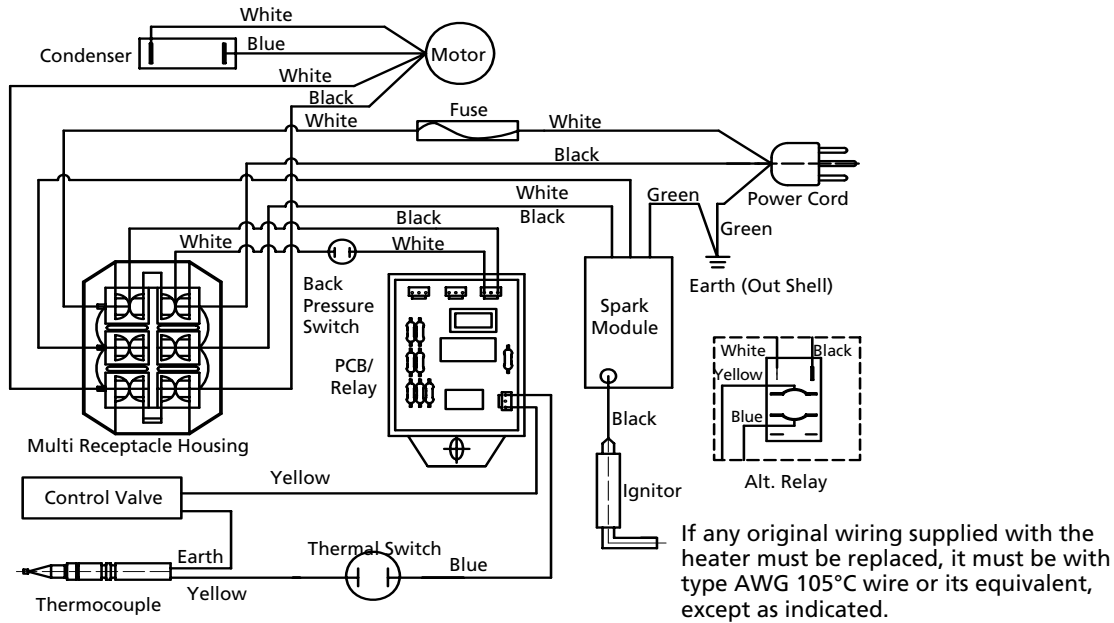 White
Condenser
Blue
Motor
White
Black
White
Fuse
White
Black
Power Cord
White
Green
Black
Black
Green
White
White
Earth (Out Shell)
Back
Pressure
Switch
Spark
Module
PCB/
Relay
White
Black
Yellow
Blue
Multi Receptacle Housing
Black
Alt. Relay
Yellow
Control Valve
Ignitor
Earth
Thermal Switch
Blue
Yellow
Thermocouple
If any original wiring supplied with the
heater must be replaced, it must be with
type AWG 105°C wire or its equivalent,
except as indicated.